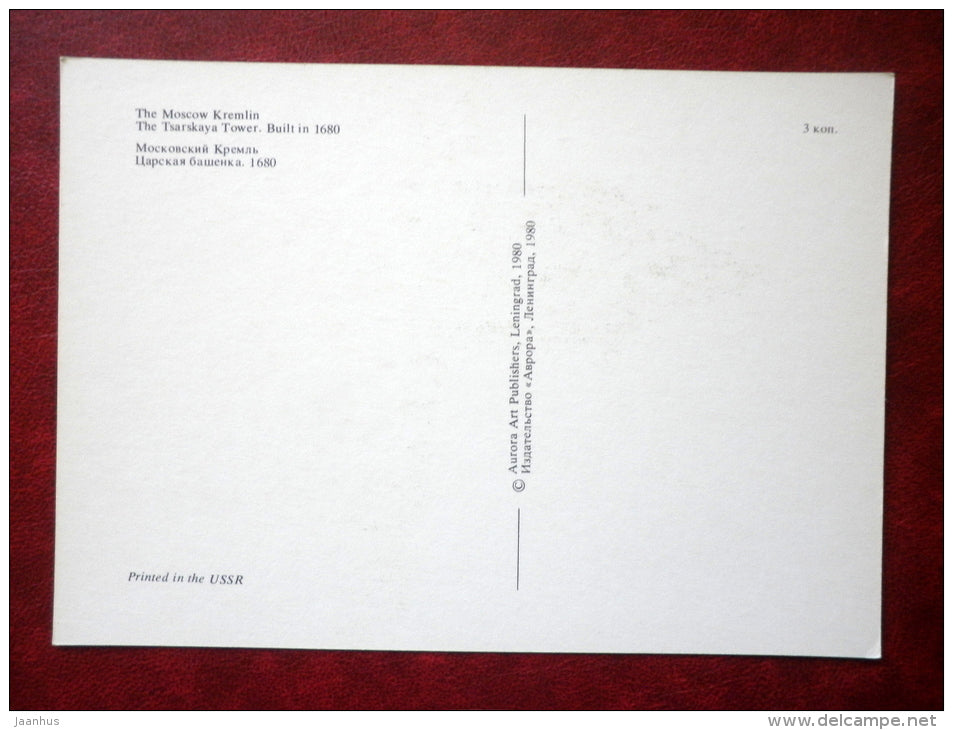 The Moscow Kremlin
The Tsarskaya Tower. Built in 1680
Московский Кремль
Царская башенка. 1680
3 коп.
© Aurora Art Publishers, Leningrad, 1980
Издательство «Аврора», Ленинград, 1980
Printed in the USSR
jaanhus
www.delcampe.net